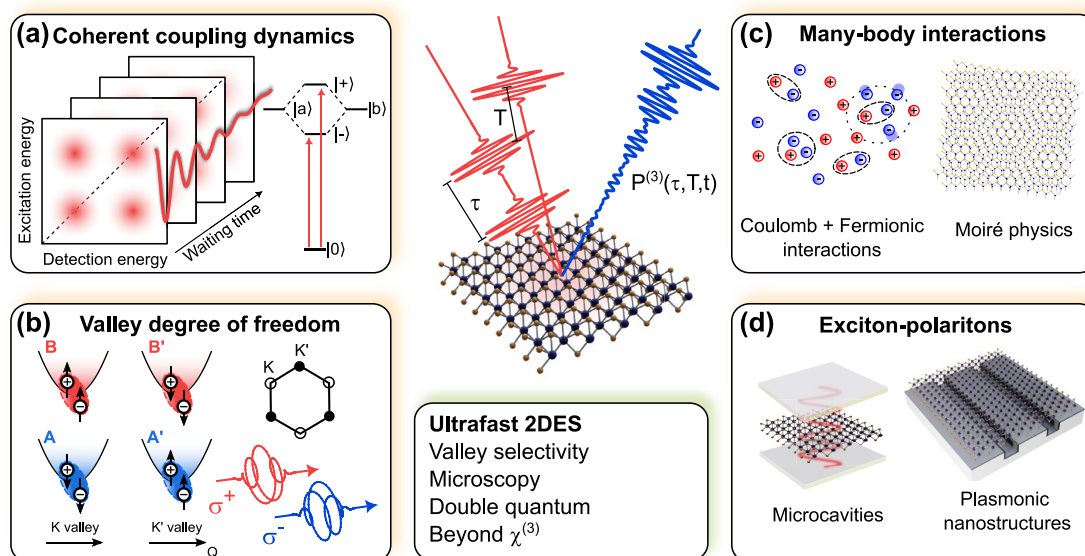 (a) Coherent coupling dynamics
Excitation energy
Detection energy
Waiting time
|+⟩
|a⟩
|b⟩
|-⟩
|0⟩
T
τ
P⁽³⁾(τ,T,t)
(c) Many-body interactions
Coulomb + Fermionic
interactions
Moiré physics
(b) Valley degree of freedom
B
B'
K'
K
A
A'
σ⁺
σ⁻
K valley
K' valley
Q
Ultrafast 2DES
Valley selectivity
Microscopy
Double quantum
Beyond χ⁽³⁾
(d) Exciton-polaritons
Microcavities
Plasmonic
nanostructures